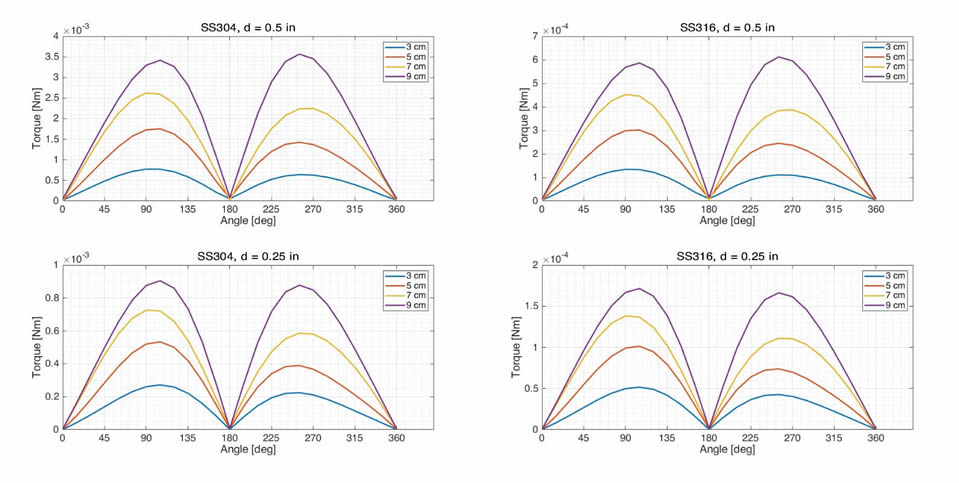 SS304, d = 0.5 in
×10^-3
4
3.5
3
2.5
2
1.5
1
0.5
0
Torque [Nm]
0 45 90 135 180 225 270 315 360
Angle [deg]
3 cm
5 cm
7 cm
9 cm
SS316, d = 0.5 in
×10^-4
7
6
5
4
3
2
1
0
Torque [Nm]
0 45 90 135 180 225 270 315 360
Angle [deg]
3 cm
5 cm
7 cm
9 cm
SS304, d = 0.25 in
×10^-3
1
0.8
0.6
0.4
0.2
0
Torque [Nm]
0 45 90 135 180 225 270 315 360
Angle [deg]
3 cm
5 cm
7 cm
9 cm
SS316, d = 0.25 in
×10^-4
2
1.5
1
0.5
0
Torque [Nm]
0 45 90 135 180 225 270 315 360
Angle [deg]
3 cm
5 cm
7 cm
9 cm